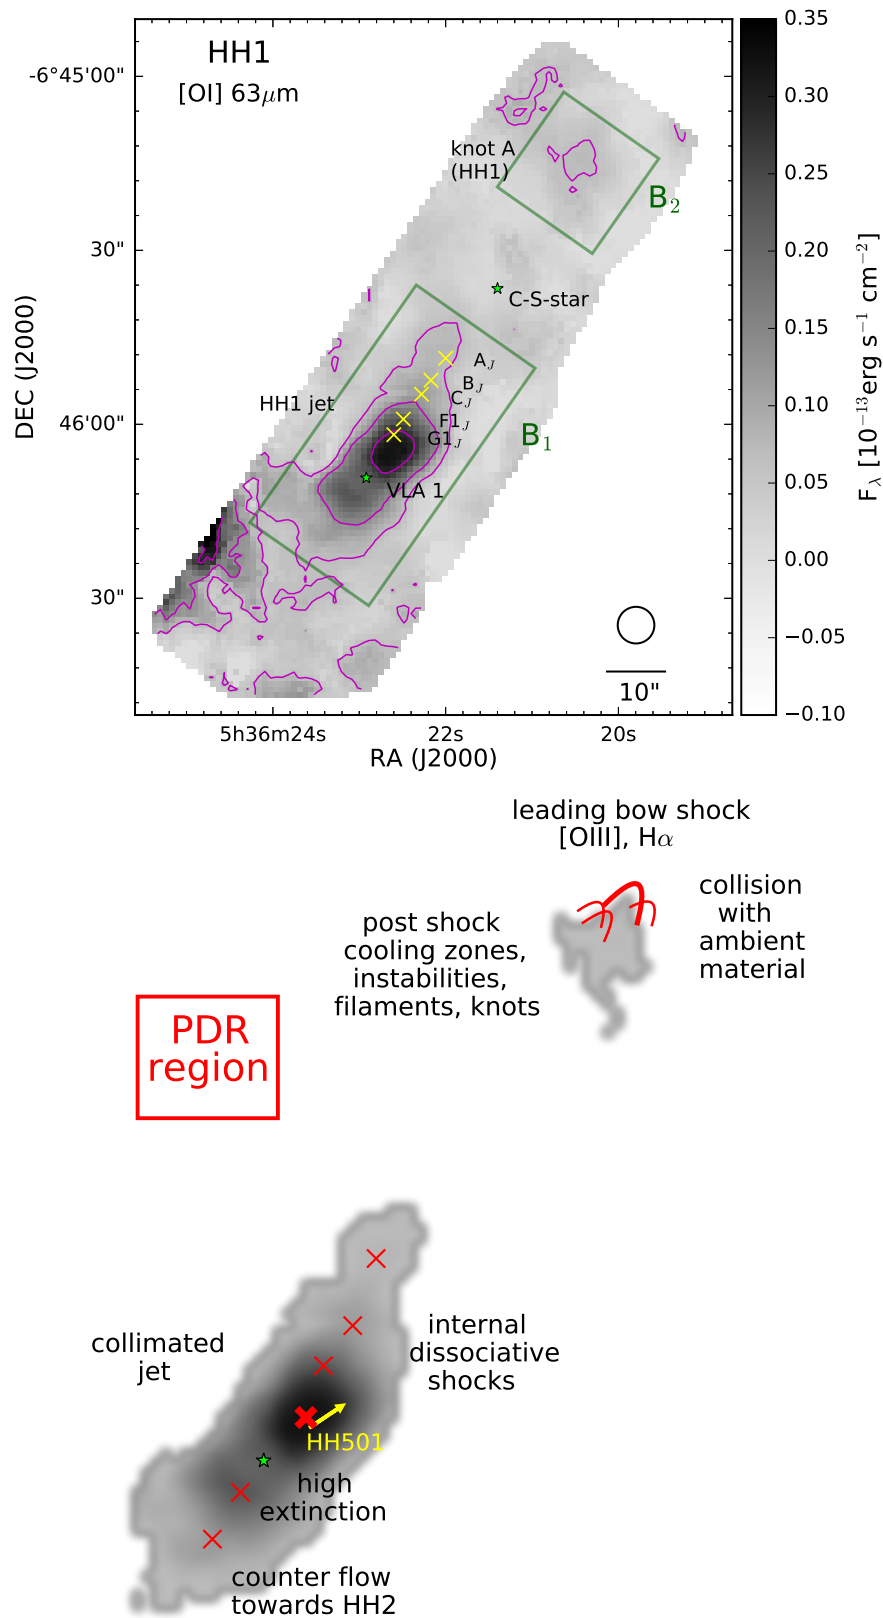 HH1
[OI] 63μm
-6°45'00"
30"
46'00"
30"
DEC (J2000)
knot A
(HH1)
B₂
C-S-star
A_J
B_J
C_J
F1_J
G1_J
HH1 jet
B₁
VLA 1
10"
5h36m24s
22s
20s
RA (J2000)
0.35
0.30
0.25
0.20
0.15
0.10
0.05
0.00
−0.05
−0.10
F_λ [10⁻¹³erg s⁻¹ cm⁻²]
leading bow shock
[OIII], Hα
collision
with
ambient
material
post shock
cooling zones,
instabilities,
filaments, knots
PDR
region
collimated
jet
internal
dissociative
shocks
HH501
high
extinction
counter flow
towards HH2